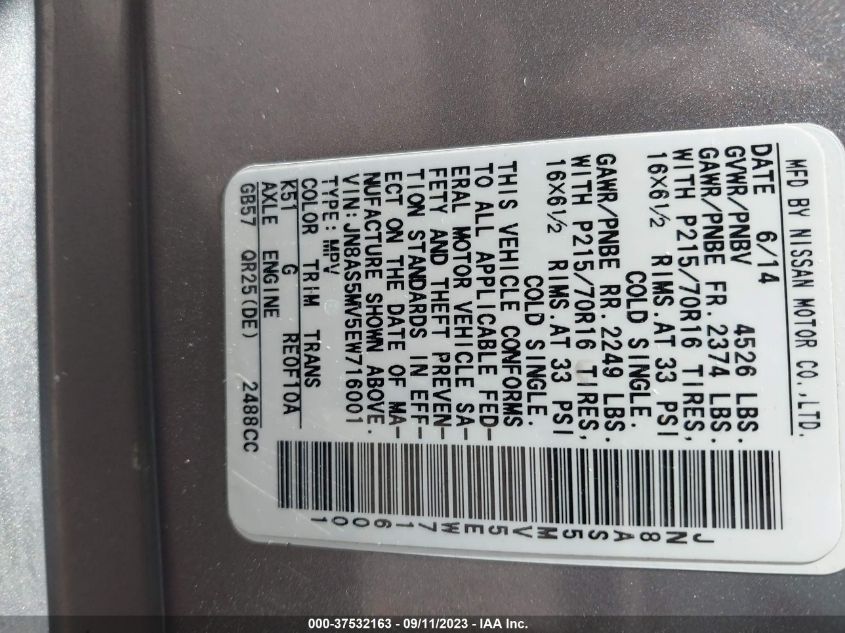 MFD BY NISSAN MOTOR CO.,LTD.
DATE 6/14
GVWR/PNBV 4526 LBS.
GAWR/PNBE FR. 2374 LBS.
WITH P215/70R16 TIRES,
16X6½ RIMS.AT 33 PSI
COLD SINGLE.
GAWR/PNBE RR. 2249 LBS.
WITH P215/70R16 TIRES,
16X6½ RIMS.AT 33 PSI
COLD SINGLE.
THIS VEHICLE CONFORMS
TO ALL APPLICABLE FED-
ERAL MOTOR VEHICLE SA-
FETY AND THEFT PREVEN-
TION STANDARDS IN EFF-
ECT ON THE DATE OF MA-
NUFACTURE SHOWN ABOVE.
VIN:JN8AS5MV5EW716001
TYPE:MPV
COLOR TRIM TRANS
K51 G RE0F10A
AXLE ENGINE
GB57 QR25(DE) 2488CC
JN8AS5MV5EW716001
000-37532163 - 09/11/2023 - IAA Inc.